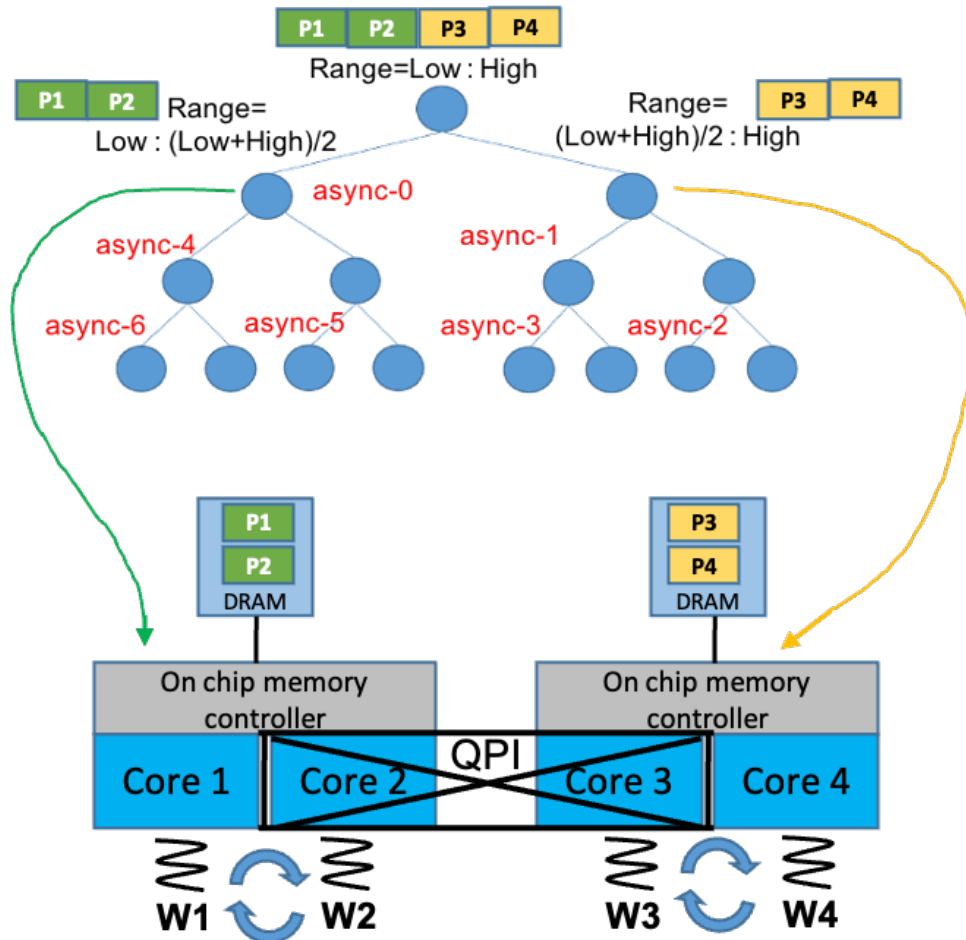 P1 P2 P3 P4
Range=Low : High
P1 P2 Range=
Low : (Low+High)/2
Range= P3 P4
(Low+High)/2 : High
async-0
async-4
async-1
async-6
async-5
async-3
async-2
P1
P2
DRAM
P3
P4
DRAM
On chip memory
controller
On chip memory
controller
Core 1
Core 2
QPI
Core 3
Core 4
W1
W2
W3
W4